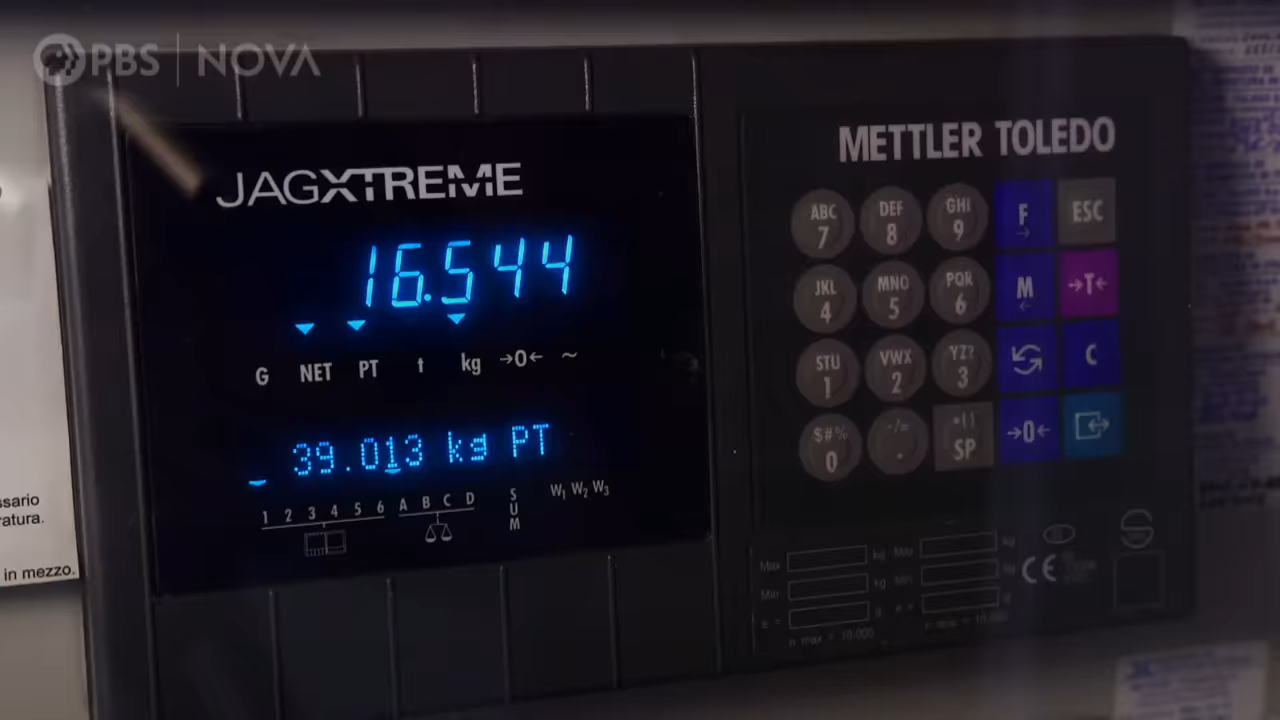 PBS | NOVA
METTLER TOLEDO
JAGXTREME
16.544
G NET PT t kg →0← ~
39.013 kg PT
1 2 3 4 5 6 A B C D SUM W1 W2 W3
ABC 7 DEF 8 GHI 9 F → ESC
JKL 4 MNO 5 PQR 6 M ← →T←
STU 1 VWX 2 YZ? 3 C
$#% 0 -/= . *() SP →0←
Max kg Max kg
Min kg Min kg
e = g e = g
n max = 10.000 n max = 10.000
CE
ssario
ratura.
in mezzo.